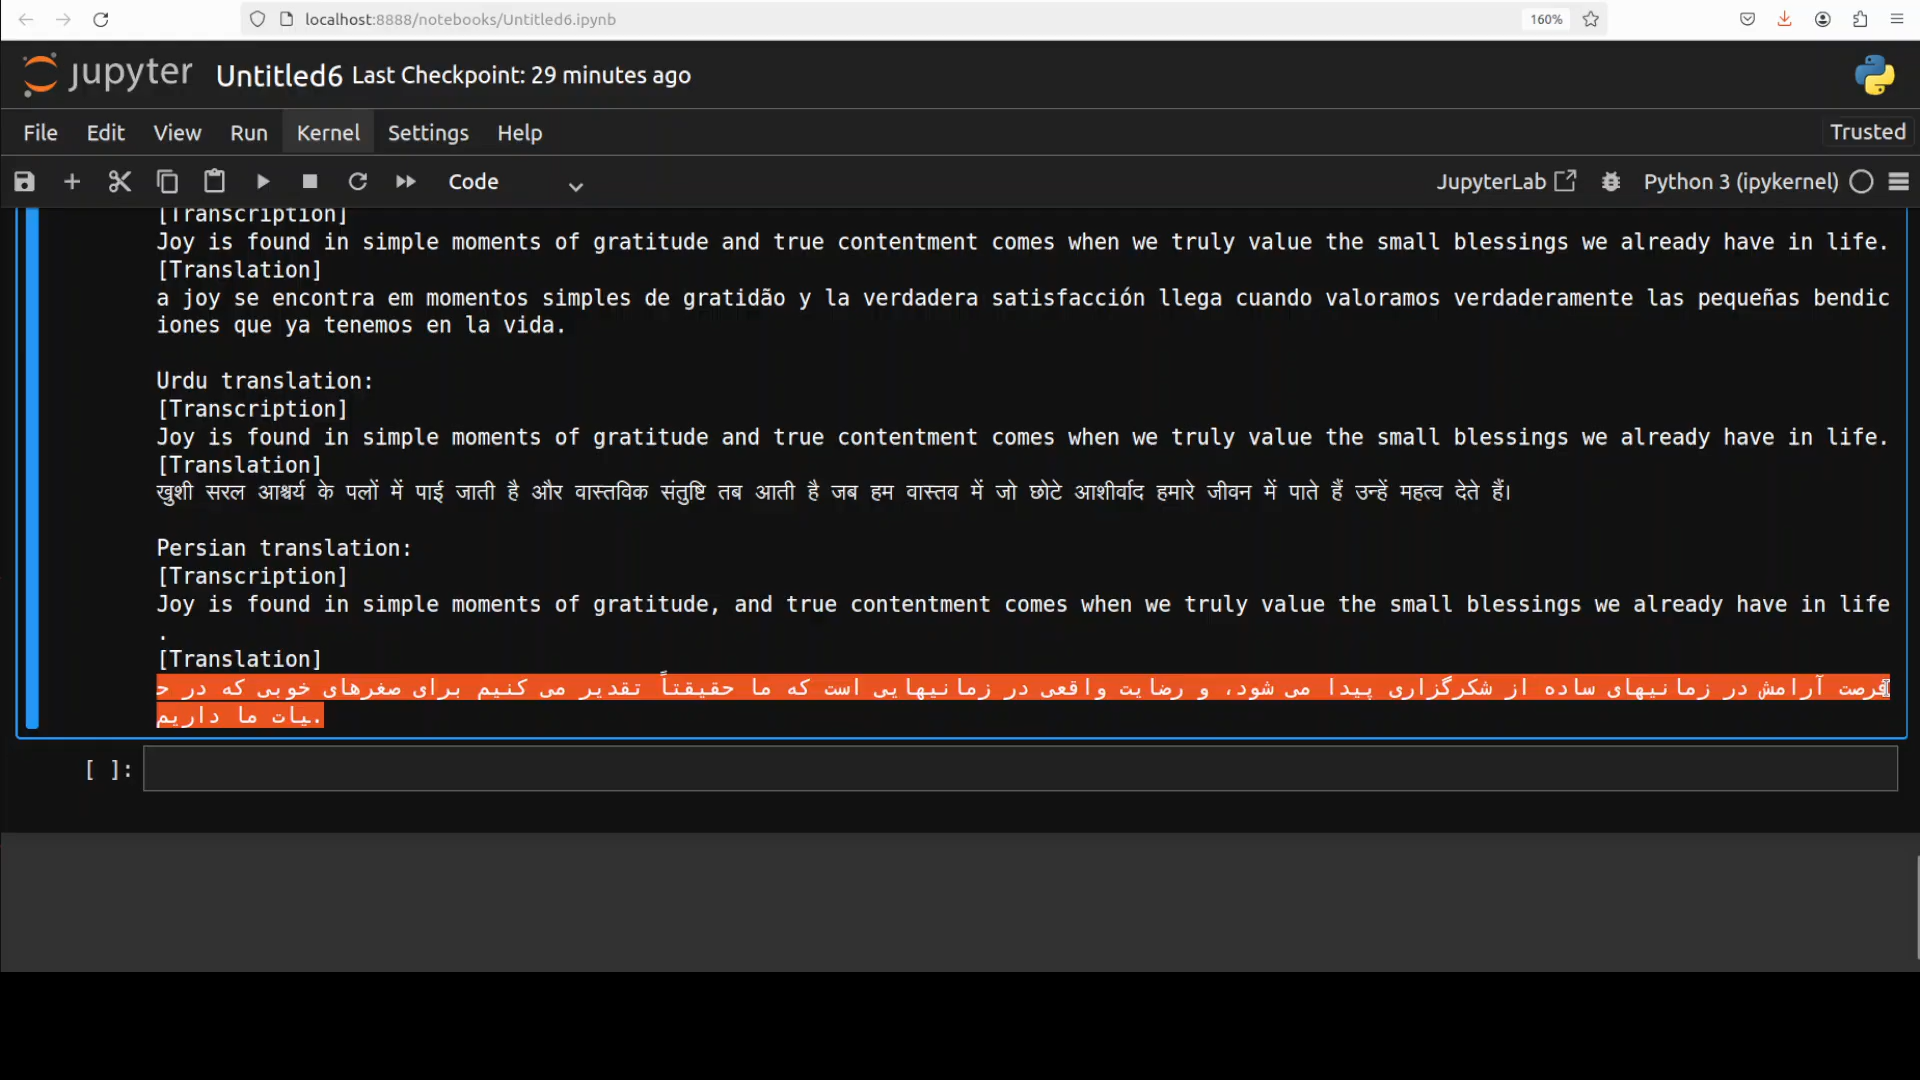 localhost:8888/notebooks/Untitled6.ipynb
160%
jupyter Untitled6 Last Checkpoint: 29 minutes ago
File Edit View Run Kernel Settings Help
Trusted
Code
JupyterLab
Python 3 (ipykernel)
[Transcription]
Joy is found in simple moments of gratitude and true contentment comes when we truly value the small blessings we already have in life.
[Translation]
a joy se encontra em momentos simples de gratidão y la verdadera satisfacción llega cuando valoramos verdaderamente las pequeñas bendic
iones que ya tenemos en la vida.
Urdu translation:
[Transcription]
Joy is found in simple moments of gratitude and true contentment comes when we truly value the small blessings we already have in life.
[Translation]
खुशी सरल आश्चर्य के पलों में पाई जाती है और वास्तविक संतुष्टि तब आती है जब हम वास्तव में जो छोटे आशीर्वाद हमारे जीवन में पाते हैं उन्हें महत्व देते हैं।
Persian translation:
[Transcription]
Joy is found in simple moments of gratitude, and true contentment comes when we truly value the small blessings we already have in life
.
[Translation]
فرصت آرامش در زمانیهای ساده از شکرگزاری پیدا می شود، و رضایت واقعی در زمانیهایی است که ما حقیقتاً تقدیر می کنیم برای صغرهای خوبی که در ح
یات ما داریم.
[ ]: